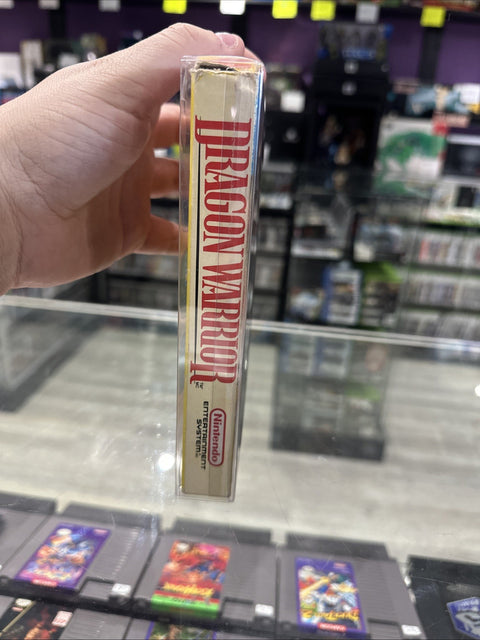 DRAGON WARRIOR
TM
Nintendo
ENTERTAINMENT
SYSTEM